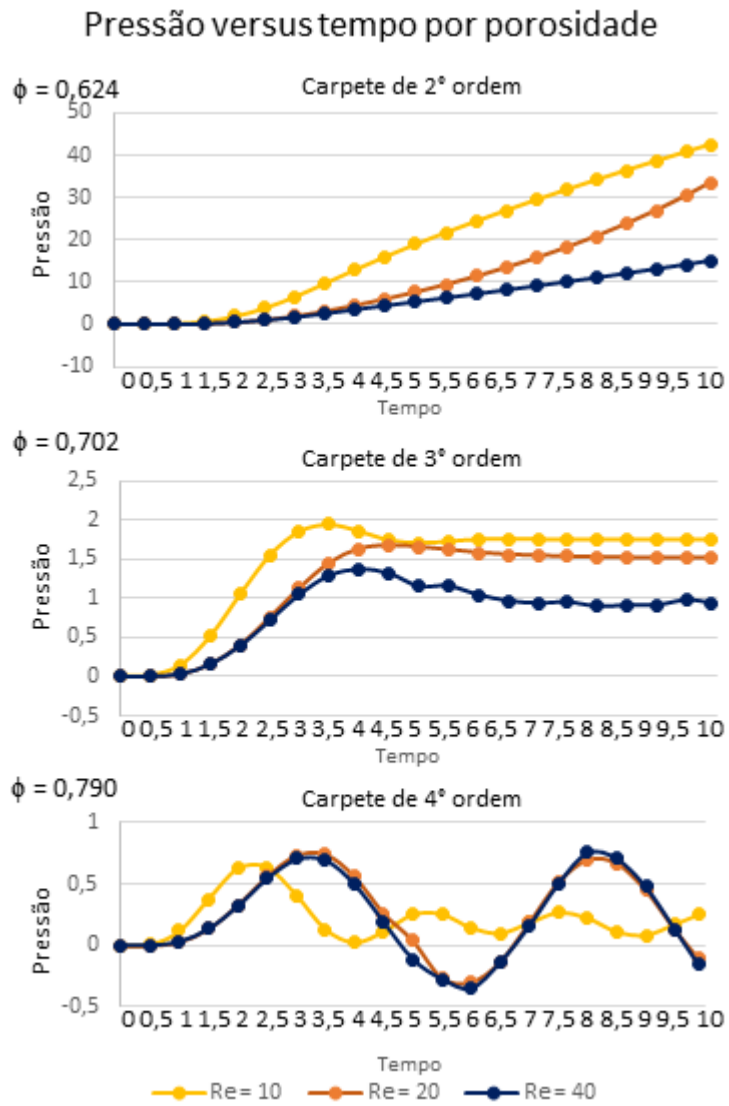 Pressão versus tempo por porosidade
ϕ = 0,624
Carpete de 2° ordem
50
40
30
20
10
0
-10
Pressão
0 0,5 1 1,5 2 2,5 3 3,5 4 4,5 5 5,5 6 6,5 7 7,5 8 8,5 9 9,5 10
Tempo
ϕ = 0,702
Carpete de 3° ordem
2,5
2
1,5
1
0,5
0
-0,5
Pressão
0 0,5 1 1,5 2 2,5 3 3,5 4 4,5 5 5,5 6 6,5 7 7,5 8 8,5 9 9,5 10
Tempo
ϕ = 0,790
Carpete de 4° ordem
1
0,5
0
-0,5
Pressão
0 0,5 1 1,5 2 2,5 3 3,5 4 4,5 5 5,5 6 6,5 7 7,5 8 8,5 9 9,5 10
Tempo
Re= 10 Re= 20 Re= 40